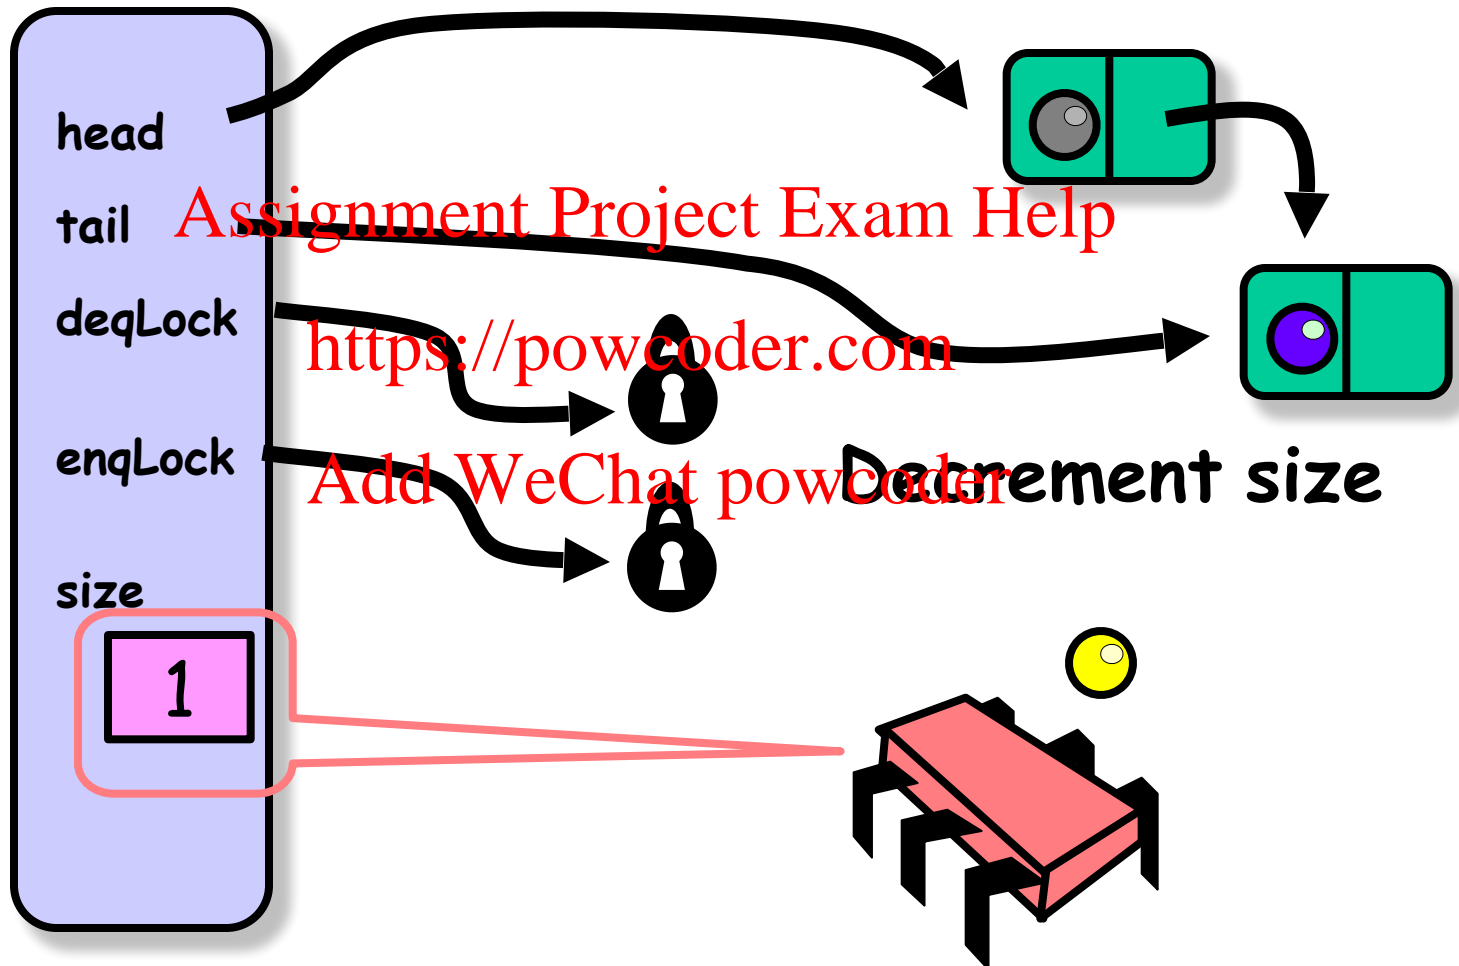 head
tail
Assignment Project Exam Help
deqLock
https://powcoder.com
enqLock
Add WeChat powcoder
Decrement size
size
1